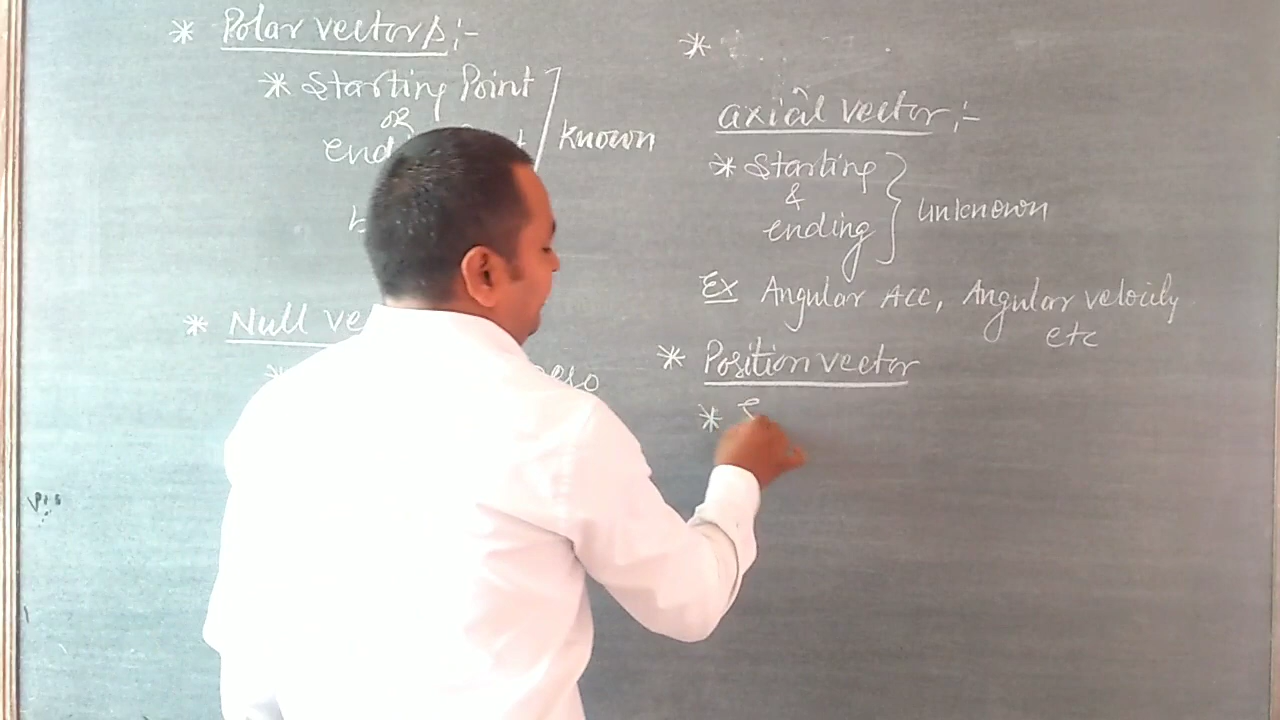 * Polar vectors :-
* Starting Point
or
known
* Null
*
axial vector :-
* Starting
&
ending
unknown
Ex Angular Acc, Angular velocity
etc
* Position vector
*